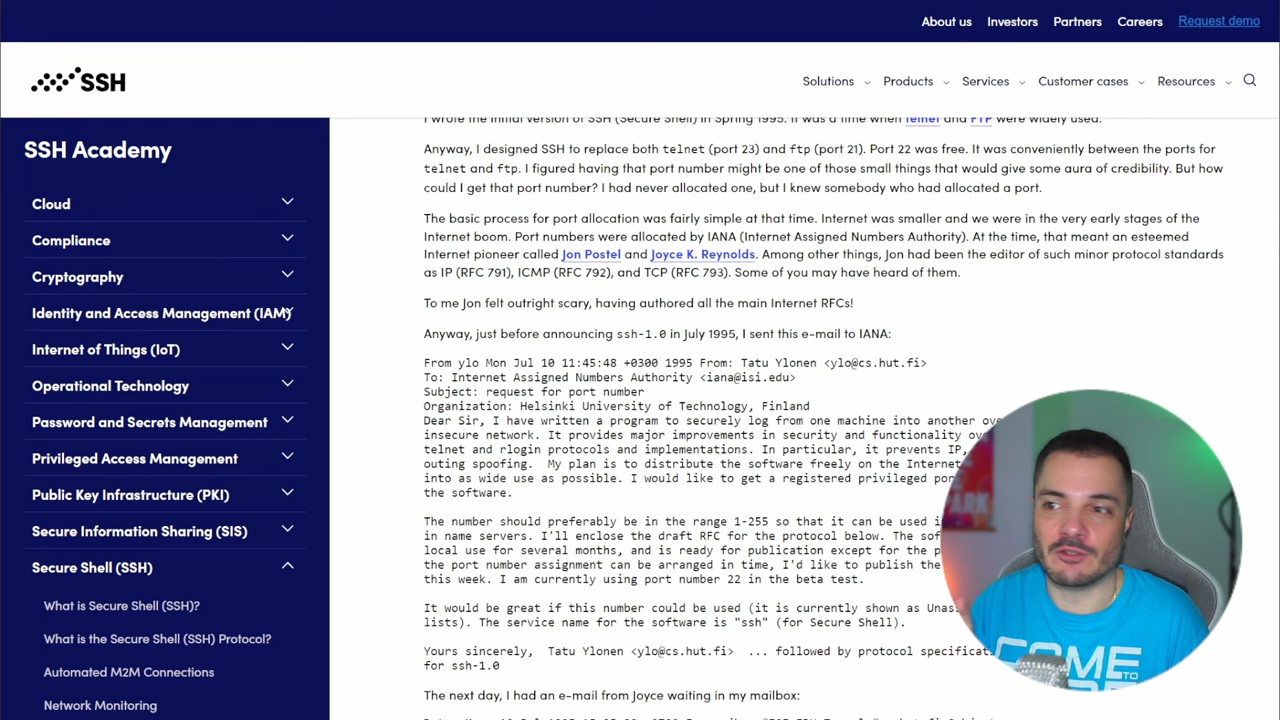 About us Investors Partners Careers Request demo
SSH
Solutions Products Services Customer cases Resources
SSH Academy
Cloud
Compliance
Cryptography
Identity and Access Management (IAM)
Internet of Things (IoT)
Operational Technology
Password and Secrets Management
Privileged Access Management
Public Key Infrastructure (PKI)
Secure Information Sharing (SIS)
Secure Shell (SSH)
What is Secure Shell (SSH)?
What is the Secure Shell (SSH) Protocol?
Automated M2M Connections
Network Monitoring
I wrote the initial version of SSH (Secure Shell) in Spring 1995. It was a time when Telnet and FTP were widely used.
Anyway, I designed SSH to replace both telnet (port 23) and ftp (port 21). Port 22 was free. It was conveniently between the ports for
telnet and ftp. I figured having that port number might be one of those small things that would give some aura of credibility. But how
could I get that port number? I had never allocated one, but I knew somebody who had allocated a port.
The basic process for port allocation was fairly simple at that time. Internet was smaller and we were in the very early stages of the
Internet boom. Port numbers were allocated by IANA (Internet Assigned Numbers Authority). At the time, that meant an esteemed
Internet pioneer called Jon Postel and Joyce K. Reynolds. Among other things, Jon had been the editor of such minor protocol standards
as IP (RFC 791), ICMP (RFC 792), and TCP (RFC 793). Some of you may have heard of them.
To me Jon felt outright scary, having authored all the main Internet RFCs!
Anyway, just before announcing ssh-1.0 in July 1995, I sent this e-mail to IANA:
From ylo Mon Jul 10 11:45:48 +0300 1995 From: Tatu Ylonen <ylo@cs.hut.fi>
To: Internet Assigned Numbers Authority <iana@isi.edu>
Subject: request for port number
Organization: Helsinki University of Technology, Finland
Dear Sir, I have written a program to securely log from one machine into another
insecure network. It provides major improvements in security and functionality
telnet and rlogin protocols and implementations. In particular, it prevents IP,
outing spoofing. My plan is to distribute the software freely on the Internet
into as wide use as possible. I would like to get a registered privileged
the software.
The number should preferably be in the range 1-255 so that it can be used
in name servers. I'll enclose the draft RFC for the protocol below. The
local use for several months, and is ready for publication except for the
the port number assignment can be arranged in time, I'd like to publish the
this week. I am currently using port number 22 in the beta test.
It would be great if this number could be used (it is currently shown as
lists). The service name for the software is "ssh" (for Secure Shell).
Yours sincerely, Tatu Ylonen <ylo@cs.hut.fi> ... followed by protocol
for ssh-1.0
The next day, I had an e-mail from Joyce waiting in my mailbox:
COME
TO